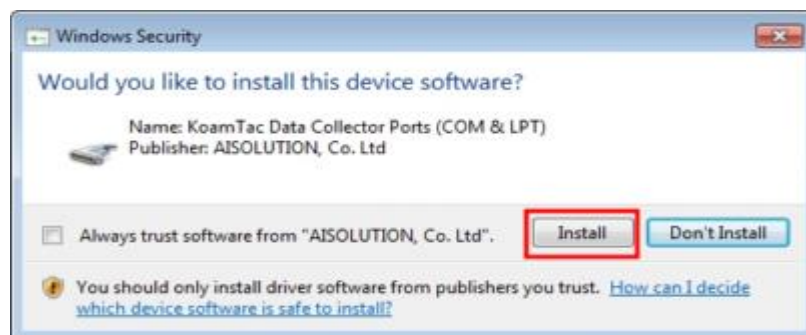 Windows Security
Would you like to install this device software?
Name: KoamTac Data Collector Ports (COM & LPT)
Publisher: AISOLUTION, Co. Ltd
Always trust software from "AISOLUTION, Co. Ltd".
Install
Don't Install
You should only install driver software from publishers you trust. How can I decide
which device software is safe to install?